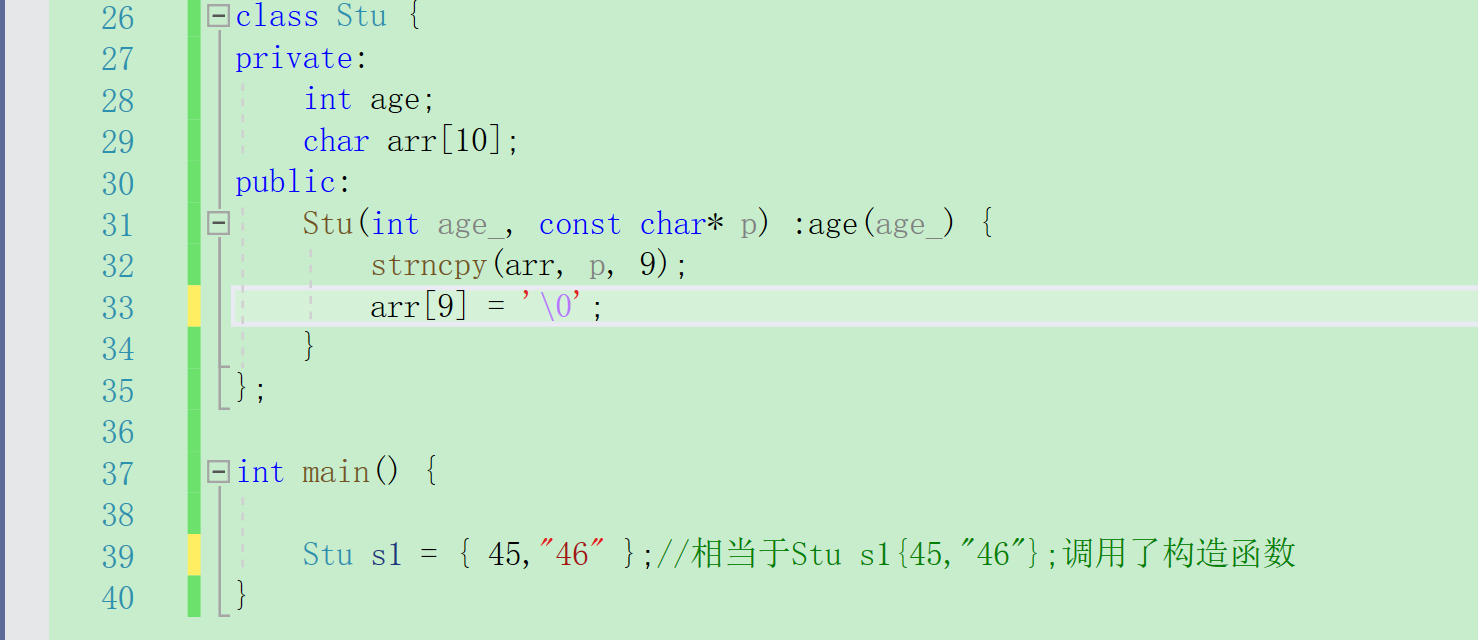 26 class Stu {
27 private:
28 int age;
29 char arr[10];
30 public:
31 Stu(int age_, const char* p) :age(age_) {
32 strncpy(arr, p, 9);
33 arr[9] = '\0';
34 }
35 };
36
37 int main() {
38
39 Stu s1 = { 45,"46" };//相当于Stu s1{45,"46"};调用了构造函数
40 }